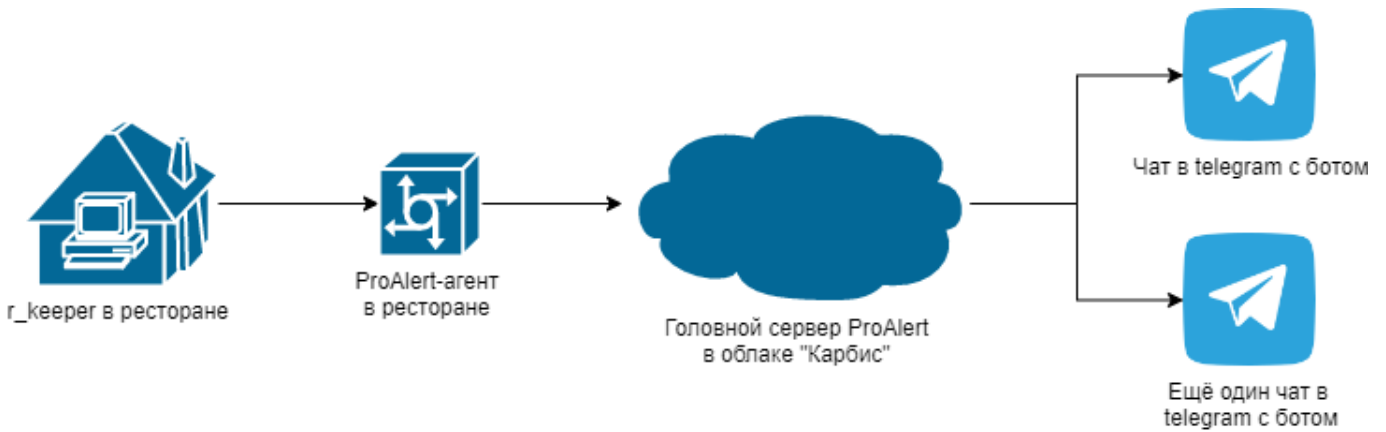 r_keeper в ресторане
ProAlert-агент
в ресторане
Головной сервер ProAlert
в облаке "Карбис"
Чат в telegram с ботом
Ещё один чат в
telegram с ботом